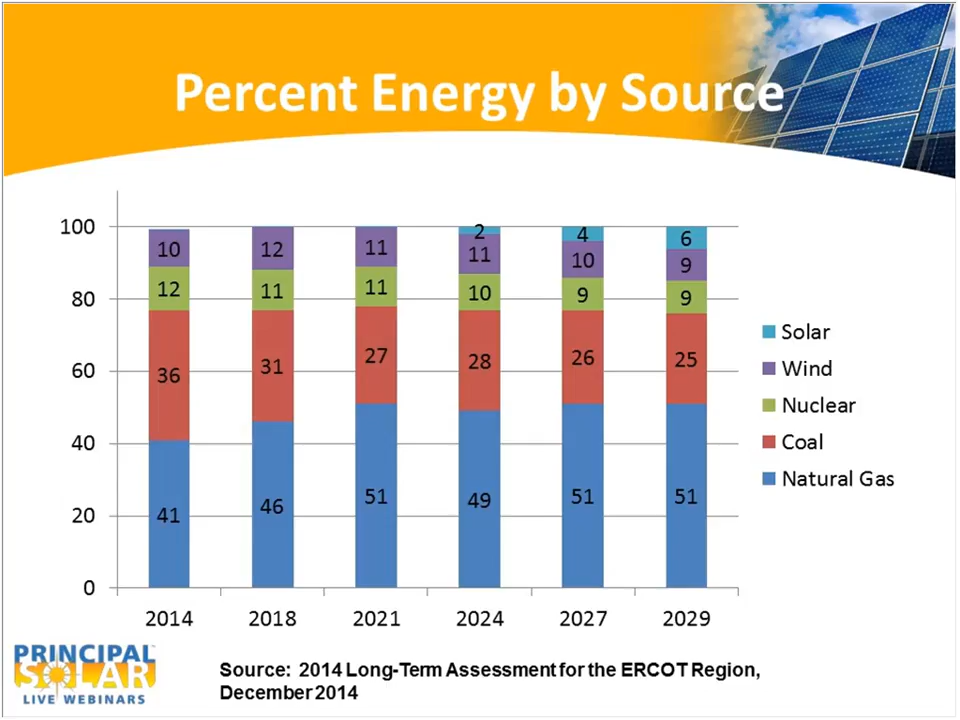 Percent Energy by Source
100
80
60
40
20
0
10
12
36
41
12
11
31
46
11
11
27
51
2
11
10
28
49
4
10
9
26
51
6
9
9
25
51
2014 2018 2021 2024 2027 2029
Solar
Wind
Nuclear
Coal
Natural Gas
PRINCIPAL
SOLAR
LIVE WEBINARS
Source: 2014 Long-Term Assessment for the ERCOT Region,
December 2014